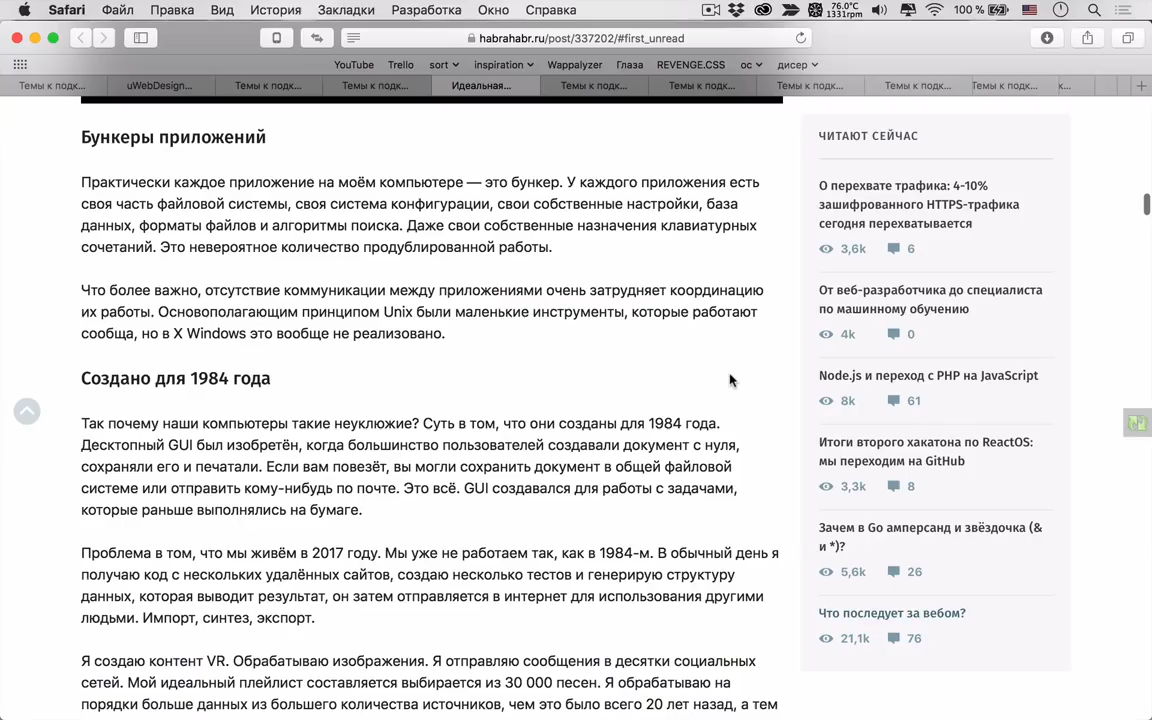 Safari Файл Правка Вид История Закладки Разработка Окно Справка 76.0°C 1331rpm 100 %
habrahabr.ru/post/337202/#first_unread
YouTube Trello sort inspiration Wappalyzer Глаза REVENGE.CSS ос дисер
Темы к подк... uWebDesign... Темы к подк... Темы к подк... Идеальная... Темы к подк... Темы к подк... Темы к подк... Темы к подк... Темы к подк... к...
Бункеры приложений
Практически каждое приложение на моём компьютере — это бункер. У каждого приложения есть
своя часть файловой системы, своя система конфигурации, свои собственные настройки, база
данных, форматы файлов и алгоритмы поиска. Даже свои собственные назначения клавиатурных
сочетаний. Это невероятное количество продублированной работы.
Что более важно, отсутствие коммуникации между приложениями очень затрудняет координацию
их работы. Основополагающим принципом Unix были маленькие инструменты, которые работают
сообща, но в X Windows это вообще не реализовано.
Создано для 1984 года
Так почему наши компьютеры такие неуклюжие? Суть в том, что они созданы для 1984 года.
Десктопный GUI был изобретён, когда большинство пользователей создавали документ с нуля,
сохраняли его и печатали. Если вам повезёт, вы могли сохранить документ в общей файловой
системе или отправить кому-нибудь по почте. Это всё. GUI создавался для работы с задачами,
которые раньше выполнялись на бумаге.
Проблема в том, что мы живём в 2017 году. Мы уже не работаем так, как в 1984-м. В обычный день я
получаю код с нескольких удалённых сайтов, создаю несколько тестов и генерирую структуру
данных, которая выводит результат, он затем отправляется в интернет для использования другими
людьми. Импорт, синтез, экспорт.
Я создаю контент VR. Обрабатываю изображения. Я отправляю сообщения в десятки социальных
сетей. Мой идеальный плейлист составляется выбирается из 30 000 песен. Я обрабатываю на
порядки больше данных из большего количества источников, чем это было всего 20 лет назад, а тем
ЧИТАЮТ СЕЙЧАС
О перехвате трафика: 4-10%
зашифрованного HTTPS-трафика
сегодня перехватывается
3,6k 6
От веб-разработчика до специалиста
по машинному обучению
4k 0
Node.js и переход с PHP на JavaScript
8k 61
Итоги второго хакатона по ReactOS:
мы переходим на GitHub
3,3k 8
Зачем в Go амперсанд и звёздочка (&
и *)?
5,6k 26
Что последует за вебом?
21,1k 76